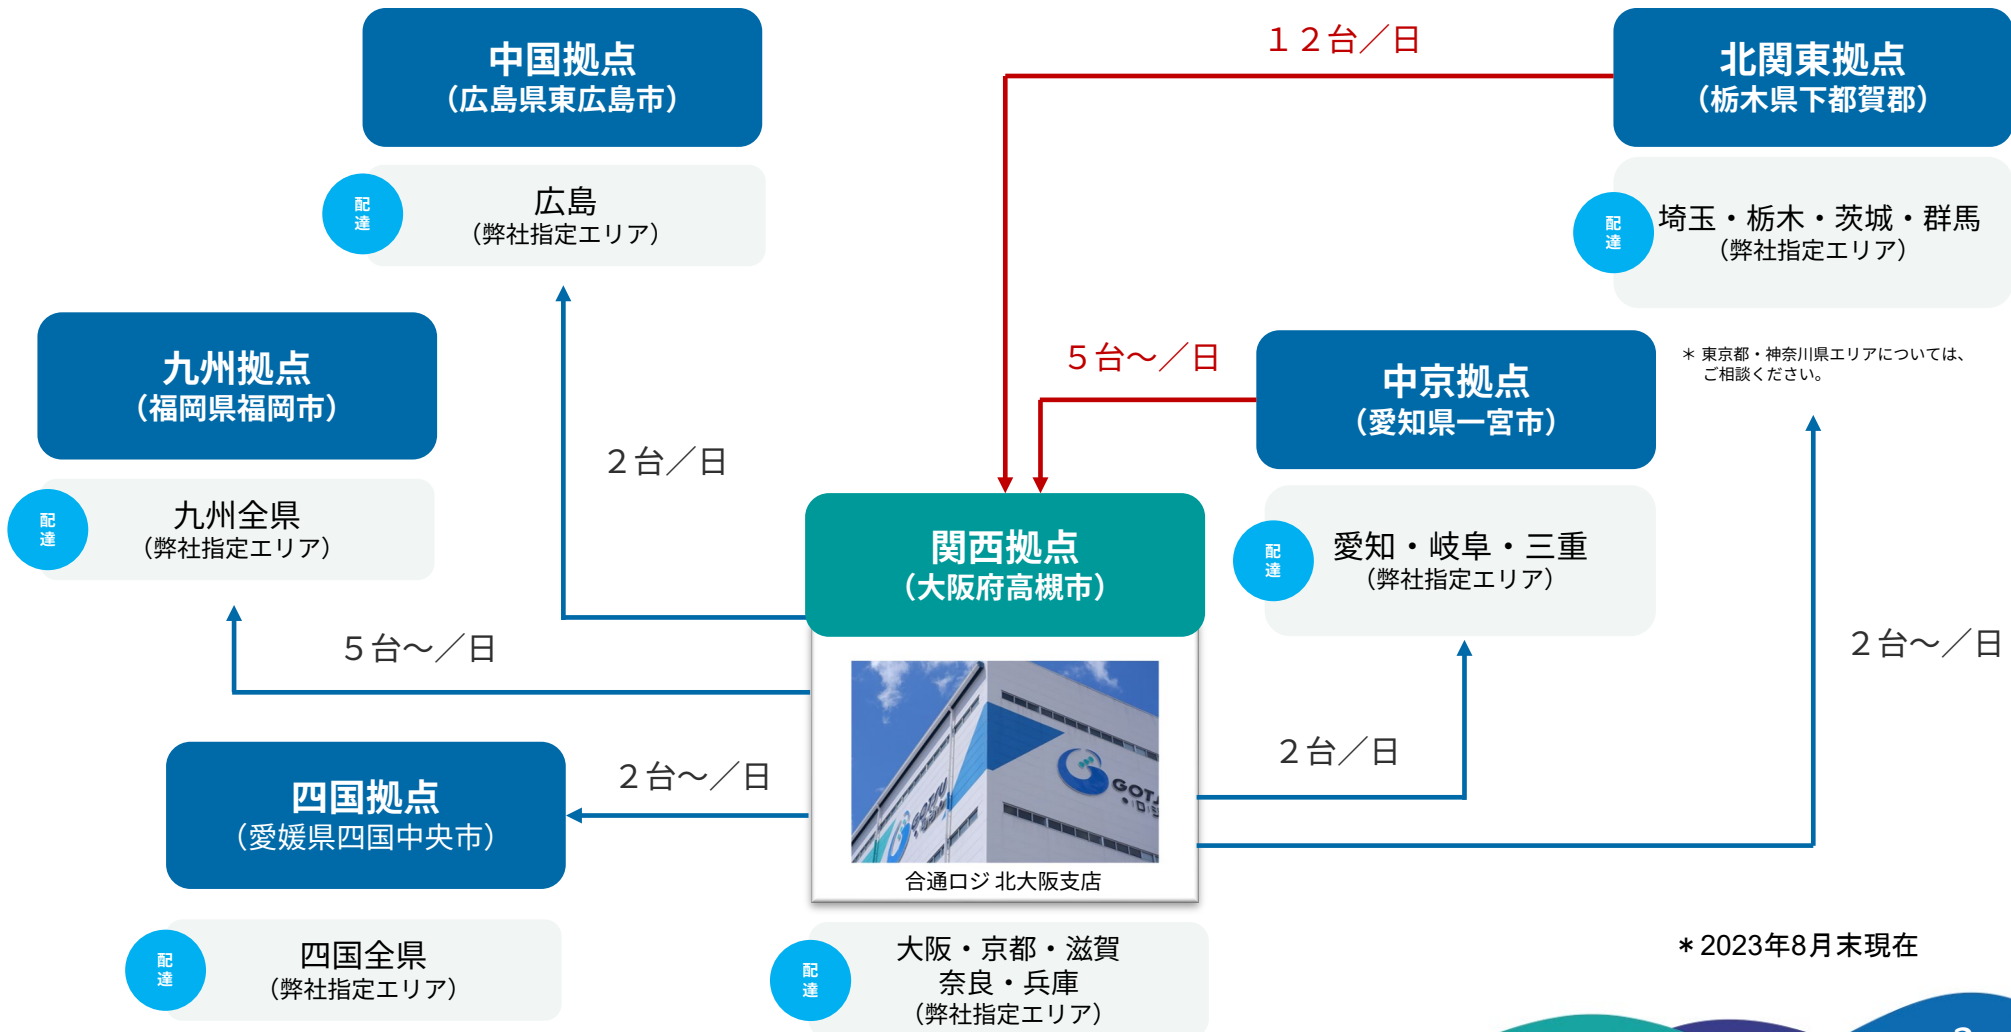 中国拠点
（広島県東広島市）
配達
広島
（弊社指定エリア）
１２台／日
北関東拠点
（栃木県下都賀郡）
配達
埼玉・栃木・茨城・群馬
（弊社指定エリア）
＊ 東京都・神奈川県エリアについては、
ご相談ください。
九州拠点
（福岡県福岡市）
配達
九州全県
（弊社指定エリア）
２台／日
５台～／日
中京拠点
（愛知県一宮市）
配達
愛知・岐阜・三重
（弊社指定エリア）
関西拠点
（大阪府高槻市）
５台～／日
２台～／日
２台／日
２台～／日
四国拠点
（愛媛県四国中央市）
配達
四国全県
（弊社指定エリア）
合通ロジ 北大阪支店
配達
大阪・京都・滋賀
奈良・兵庫
（弊社指定エリア）
＊2023年8月末現在